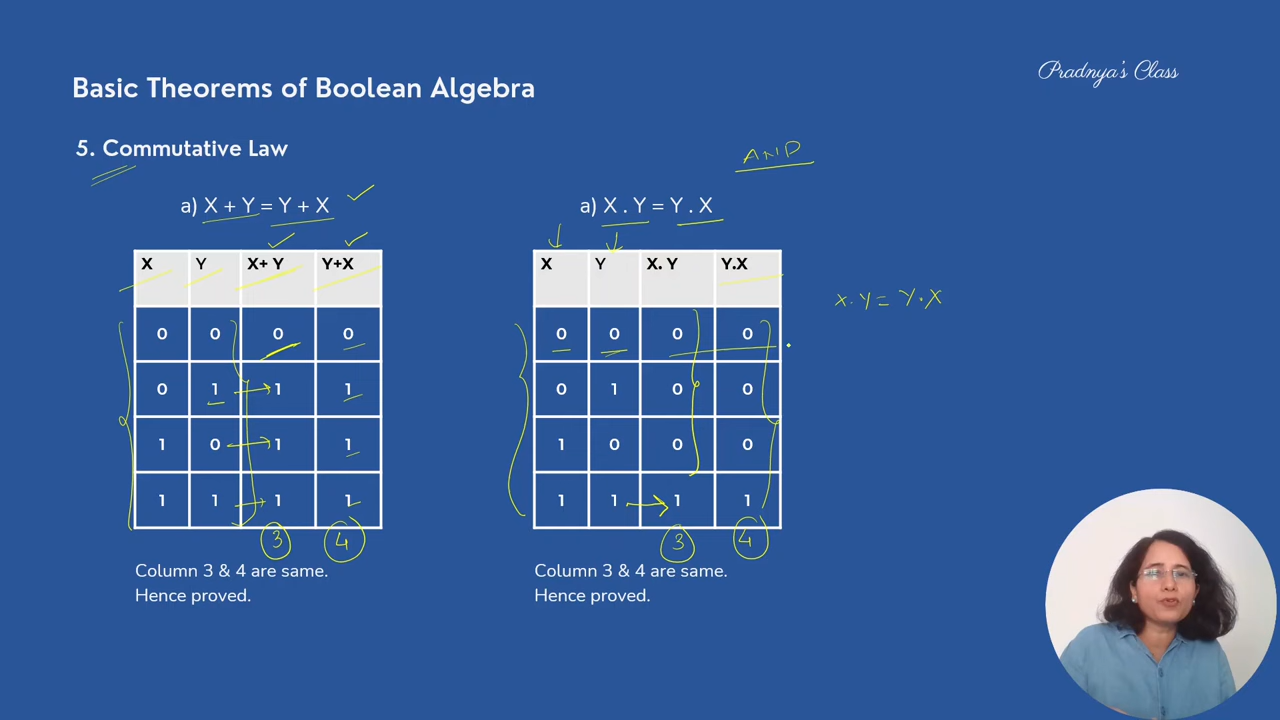 Pradnya's Class
Basic Theorems of Boolean Algebra
5. Commutative Law
a) X + Y = Y + X
X Y X+ Y Y+X
0 0 0 0
0 1 1 1
1 0 1 1
1 1 1 1
3 4
Column 3 & 4 are same.
Hence proved.
AND
a) X . Y = Y . X
X Y X. Y Y.X
0 0 0 0
0 1 0 0
1 0 0 0
1 1 1 1
3 4
Column 3 & 4 are same.
Hence proved.
X.Y = Y.X